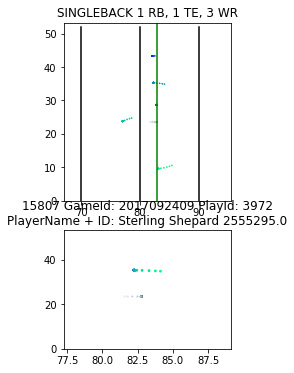 SINGLEBACK 1 RB, 1 TE, 3 WR
50
40
30
20
10
0
70 80 90
15807 GameId: 2017092409 PlayId: 3972
PlayerName + ID: Sterling Shepard 2555295.0
40
20
0
77.5 80.0 82.5 85.0 87.5